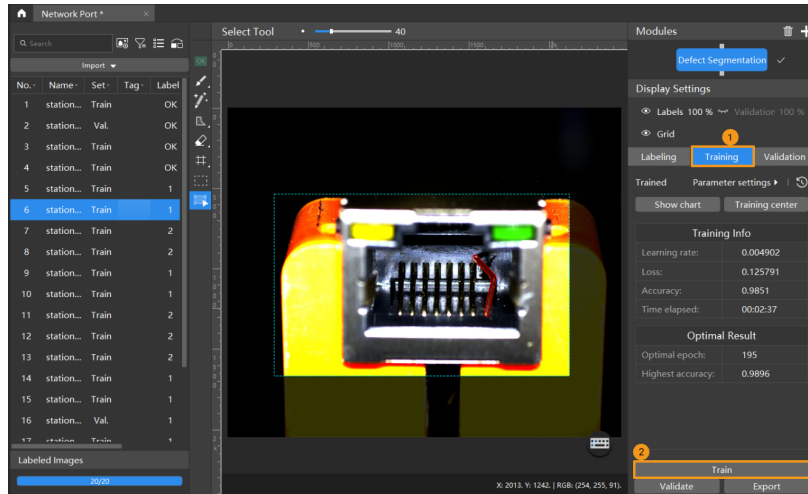 Network Port *
Select Tool 40
Modules
Search
Import
No. Name Set Tag Label
1 station... Train OK
2 station... Val. OK
3 station... Train OK
4 station... Train OK
5 station... Train 1
6 station... Train 1
7 station... Train 2
8 station... Train 2
9 station... Train 1
10 station... Train 1
11 station... Train 2
12 station... Train 2
13 station... Train 2
14 station... Train 1
15 station... Train 1
16 station... Val. 1
17 station... Train 1
Labeled Images
20/20
OK
X: 2013. Y: 1242. | RGB: (254, 255, 91).
Defect Segmentation
Display Settings
Labels 100 % Validation 100 %
Grid
1
Labeling Training Validation
Trained Parameter settings
Show chart Training center
Training Info
Learning rate: 0.004902
Loss: 0.125791
Accuracy: 0.9851
Time elapsed: 00:02:37
Optimal Result
Optimal epoch: 195
Highest accuracy: 0.9896
2
Train
Validate Export